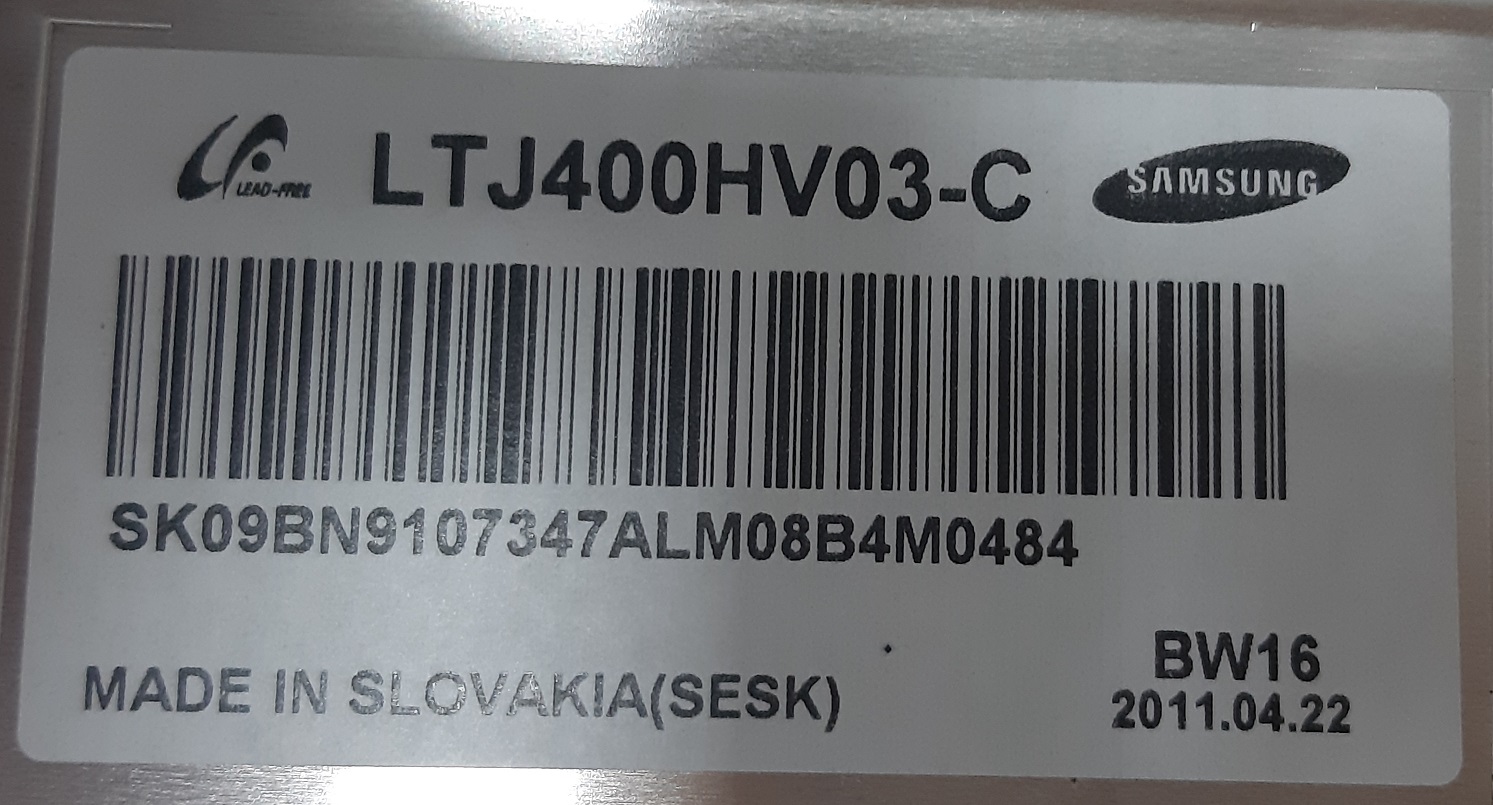 LEAD-FREE LTJ400HV03-C SAMSUNG
SK09BN9107347ALM08B4M0484
BW16
MADE IN SLOVAKIA(SESK)
2011.04.22